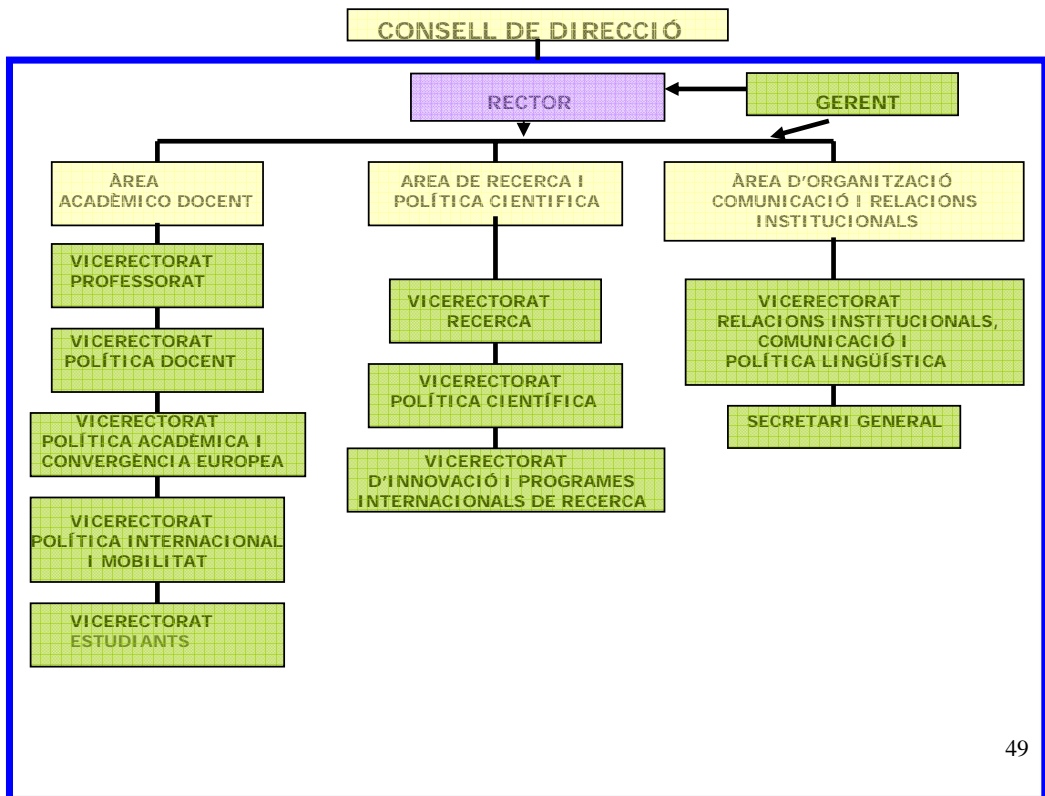 CONSELL DE DIRECCIÓ
RECTOR
GERENT
ÀREA
ACADÈMICO DOCENT
VICERECTORAT
PROFESSORAT
VICERECTORAT
POLÍTICA DOCENT
VICERECTORAT
POLÍTICA ACADÈMICA I
CONVERGÈNCIA EUROPEA
VICERECTORAT
POLÍTICA INTERNACIONAL
I MOBILITAT
VICERECTORAT
ESTUDIANTS
AREA DE RECERCA I
POLÍTICA CIENTIFICA
VICERECTORAT
RECERCA
VICERECTORAT
POLÍTICA CIENTÍFICA
VICERECTORAT
D'INNOVACIÓ I PROGRAMES
INTERNACIONALS DE RECERCA
ÀREA D'ORGANITZACIÓ
COMUNICACIÓ I RELACIONS
INSTITUCIONALS
VICERECTORAT
RELACIONS INSTITUCIONALS,
COMUNICACIÓ I
POLÍTICA LINGÜÍSTICA
SECRETARI GENERAL
49